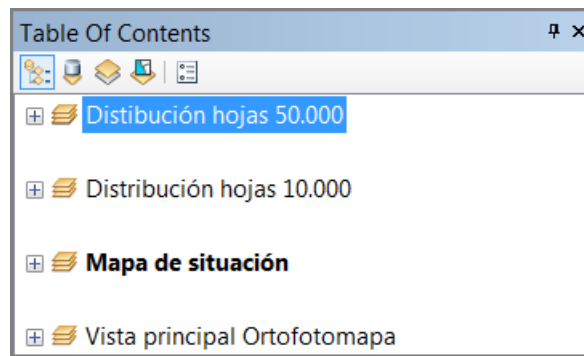 Table Of Contents
Distibución hojas 50.000
Distribución hojas 10.000
Mapa de situación
Vista principal Ortofotomapa